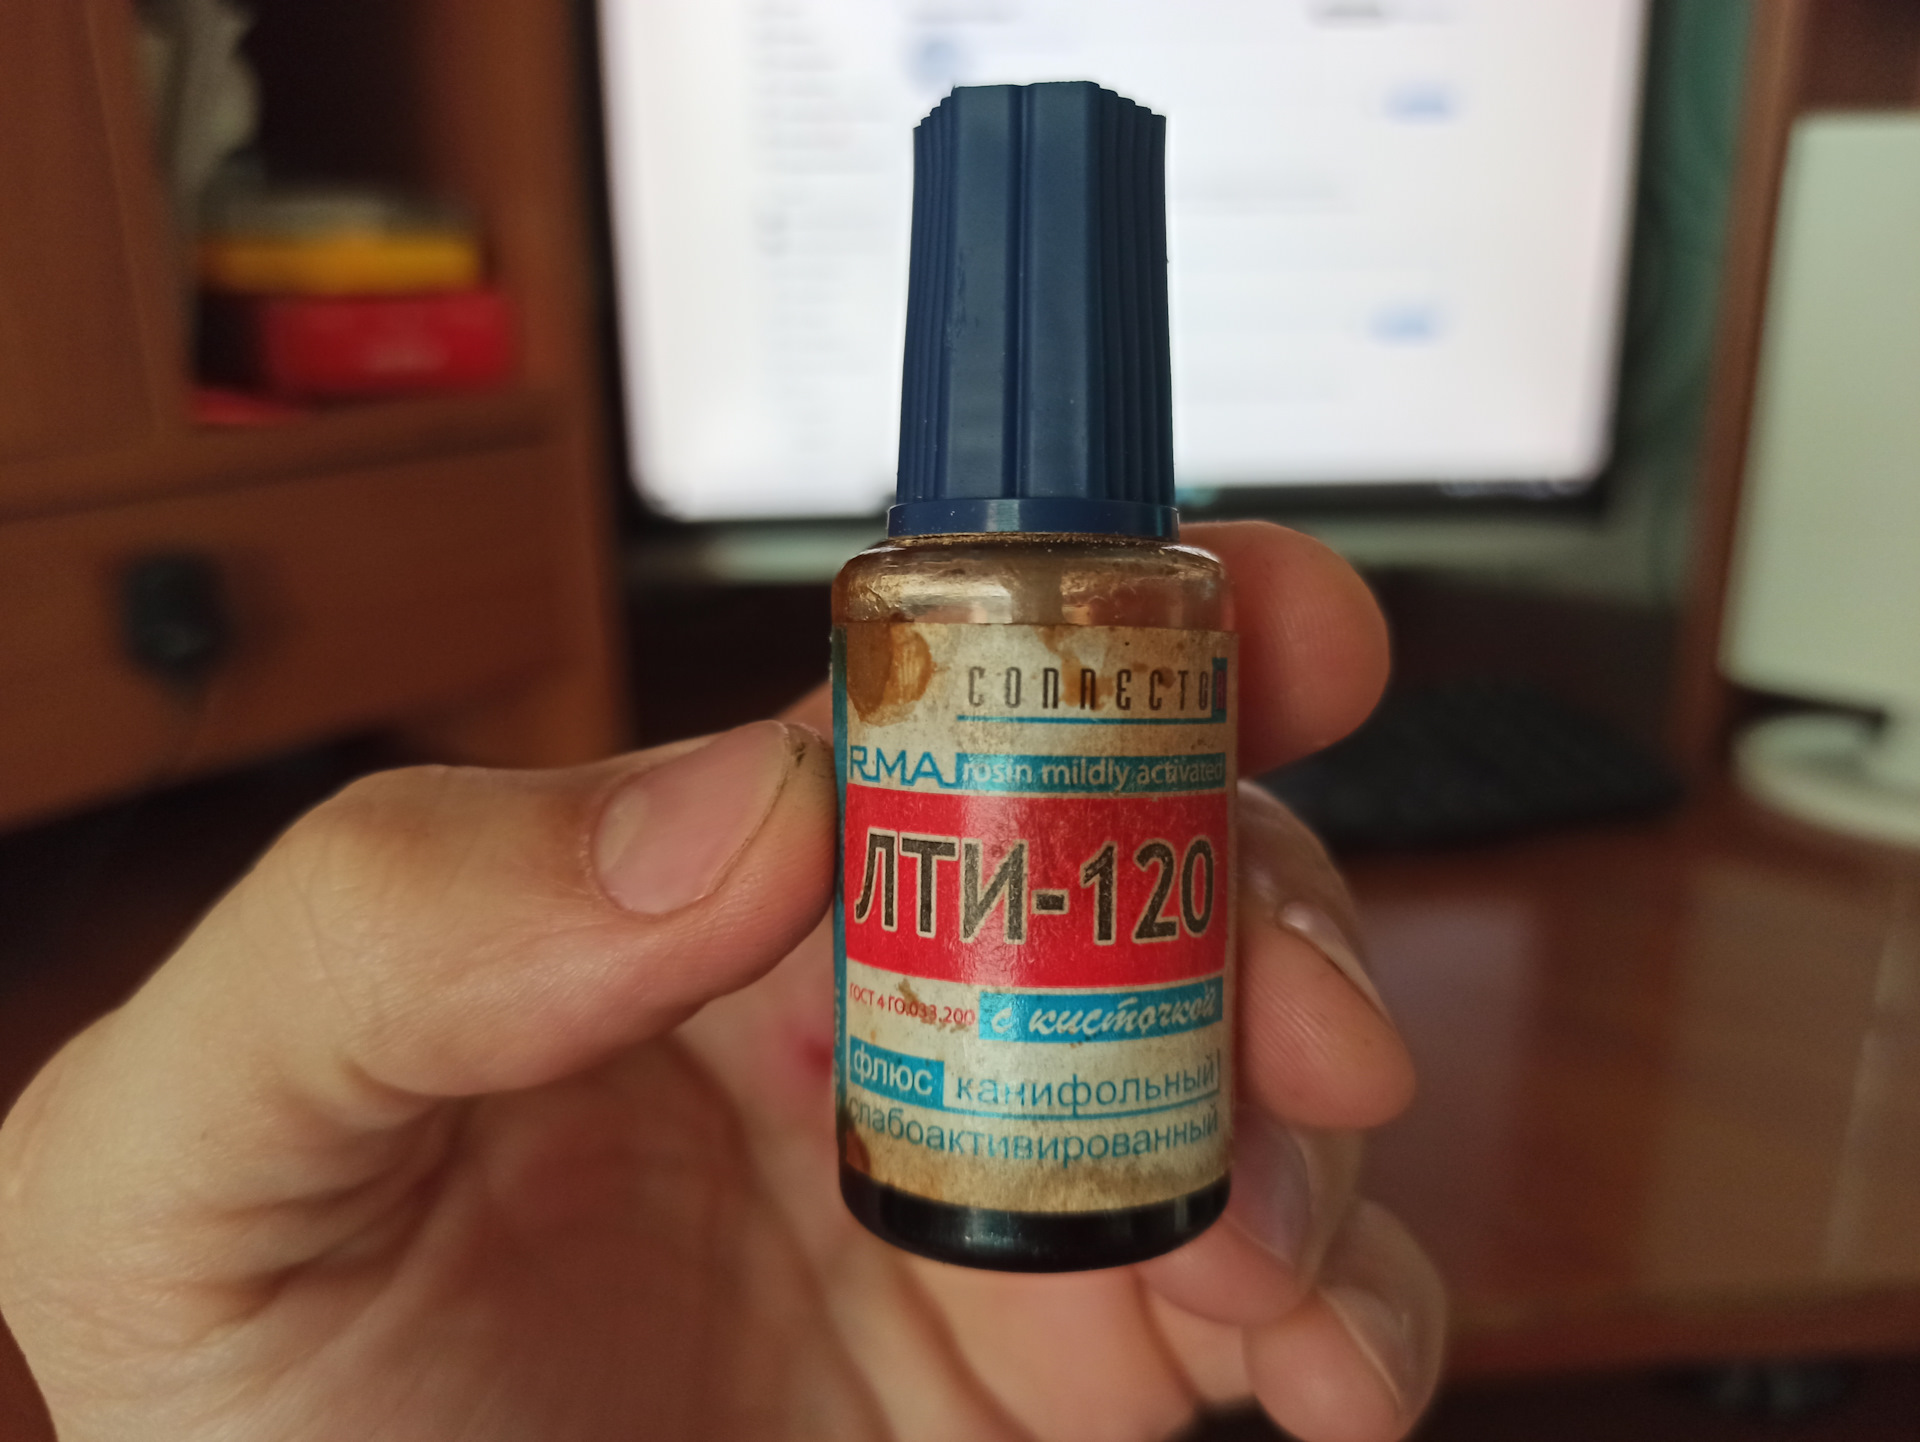 CONNECTOR
RMA rosin mildly activated
ЛТИ-120
ГОСТ 4 ГО.033.200 с кисточкой
флюс канифольный
слабоактивированный